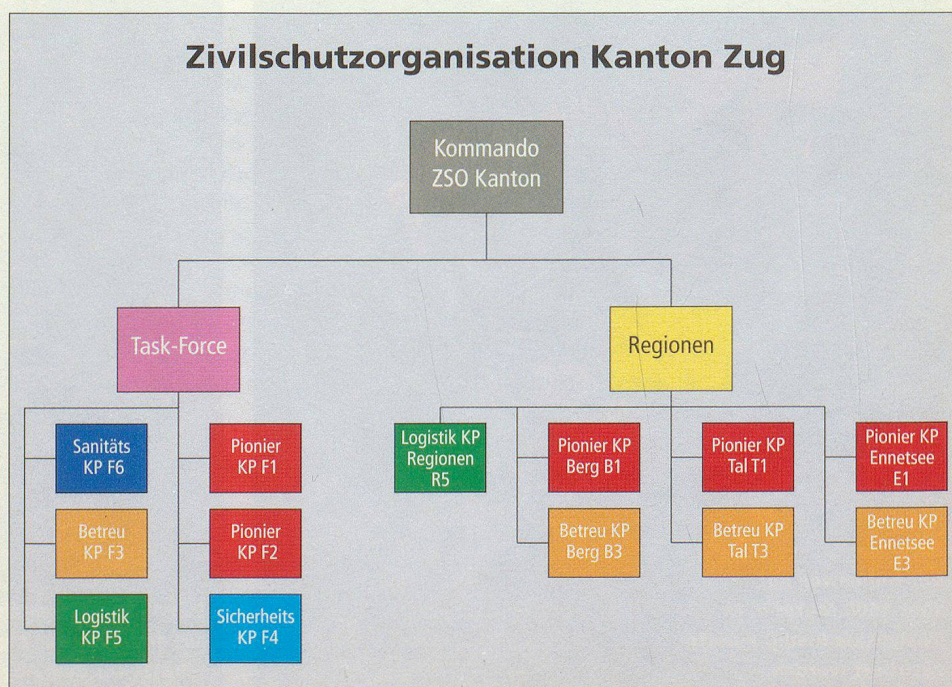 Zivilschutzorganisation Kanton Zug
Kommando
ZSO Kanton
Task-Force
Regionen
Sanitäts
KP F6
Pionier
KP F1
Betreu
KP F3
Pionier
KP F2
Logistik
KP F5
Sicherheits
KP F4
Logistik KP
Regionen
R5
Pionier KP
Berg B1
Pionier KP
Tal T1
Pionier KP
Ennetsee
E1
Betreu KP
Berg B3
Betreu KP
Tal T3
Betreu KP
Ennetsee
E3